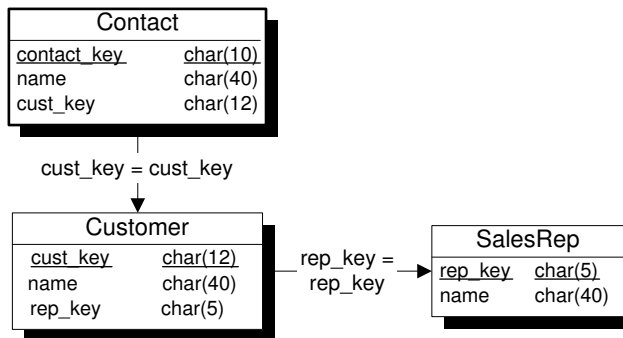 Contact
contact_key char(10)
name char(40)
cust_key char(12)
cust_key = cust_key
Customer
cust_key char(12)
name char(40)
rep_key char(5)
rep_key =
rep_key
SalesRep
rep_key char(5)
name char(40)